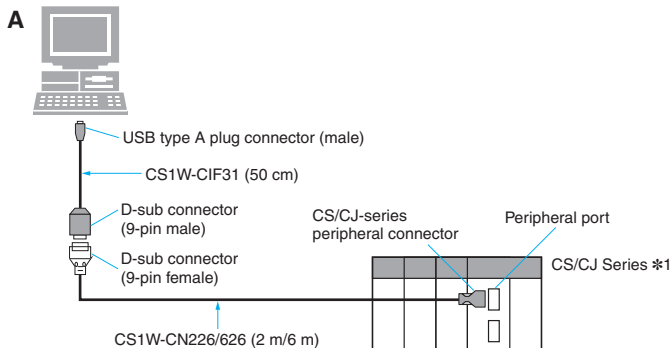 A
USB type A plug connector (male)
CS1W-CIF31 (50 cm)
D-sub connector
(9-pin male)
CS/CJ-series
peripheral connector
Peripheral port
D-sub connector
(9-pin female)
CS/CJ Series ✻1
CS1W-CN226/626 (2 m/6 m)